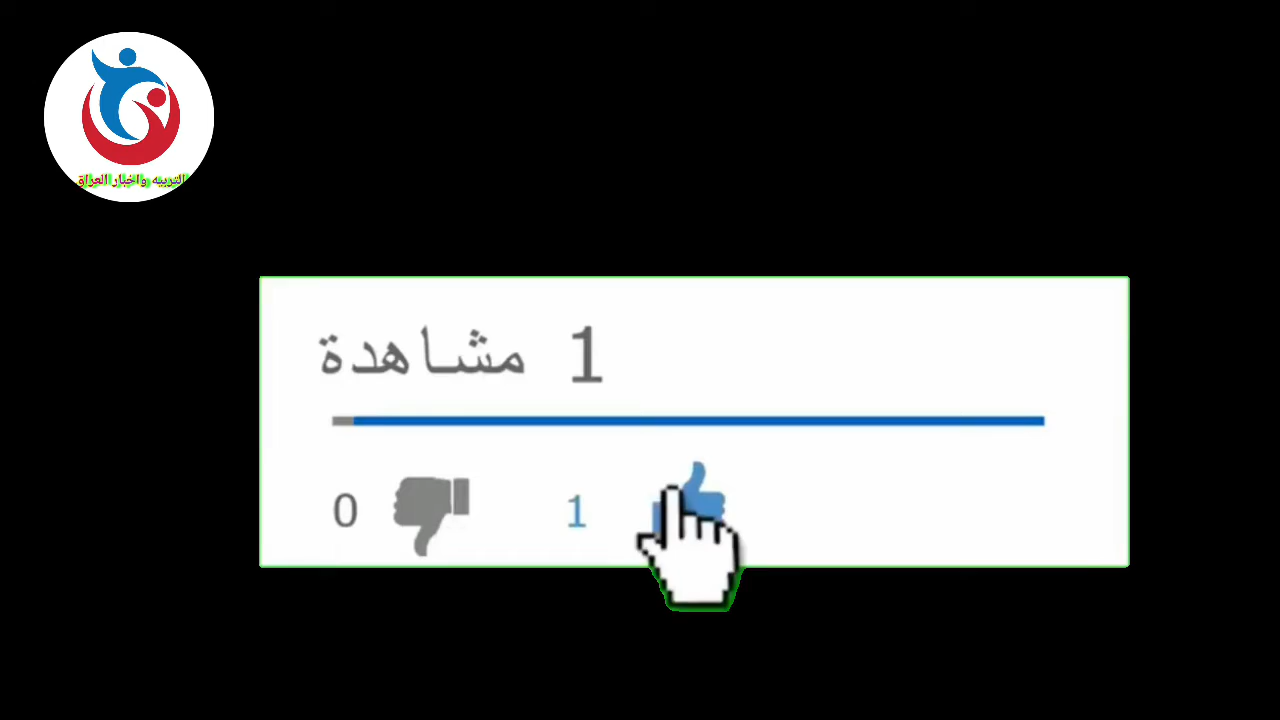 التربيه واخبار العراق
1 مشاهدة
1 0